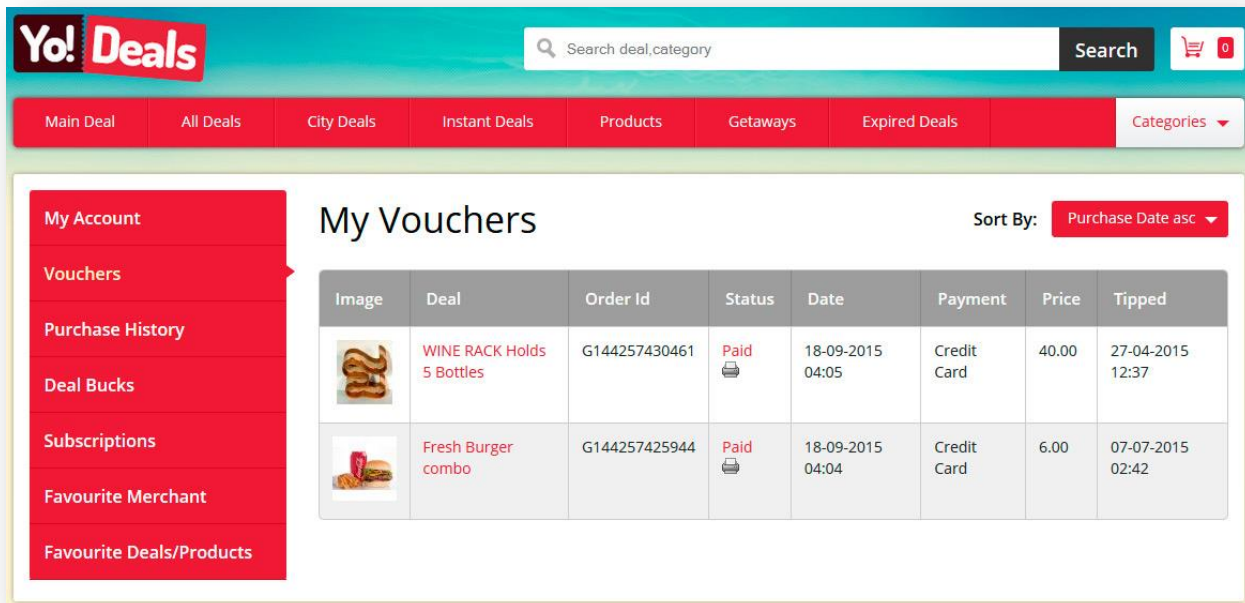 Yo! Deals
Search deal,category
Search
0
Main Deal
All Deals
City Deals
Instant Deals
Products
Getaways
Expired Deals
Categories
My Account
Vouchers
Purchase History
Deal Bucks
Subscriptions
Favourite Merchant
Favourite Deals/Products
My Vouchers
Sort By:
Purchase Date asc
Image Deal Order Id Status Date Payment Price Tipped
WINE RACK Holds G144257430461 Paid 18-09-2015 Credit 40.00 27-04-2015
5 Bottles 04:05 Card 12:37
Fresh Burger G144257425944 Paid 18-09-2015 Credit 6.00 07-07-2015
combo 04:04 Card 02:42